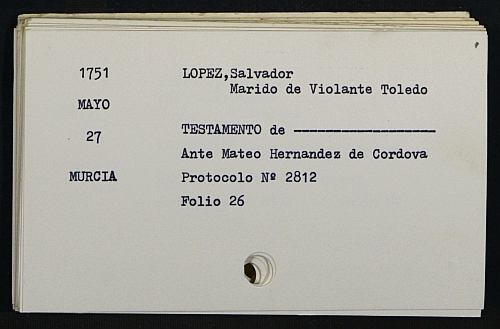 1751 LOPEZ,Salvador
Marido de Violante Toledo
MAYO
27 TESTAMENTO de ------------------
Ante Mateo Hernandez de Cordova
MURCIA Protocolo Nº 2812
Folio 26